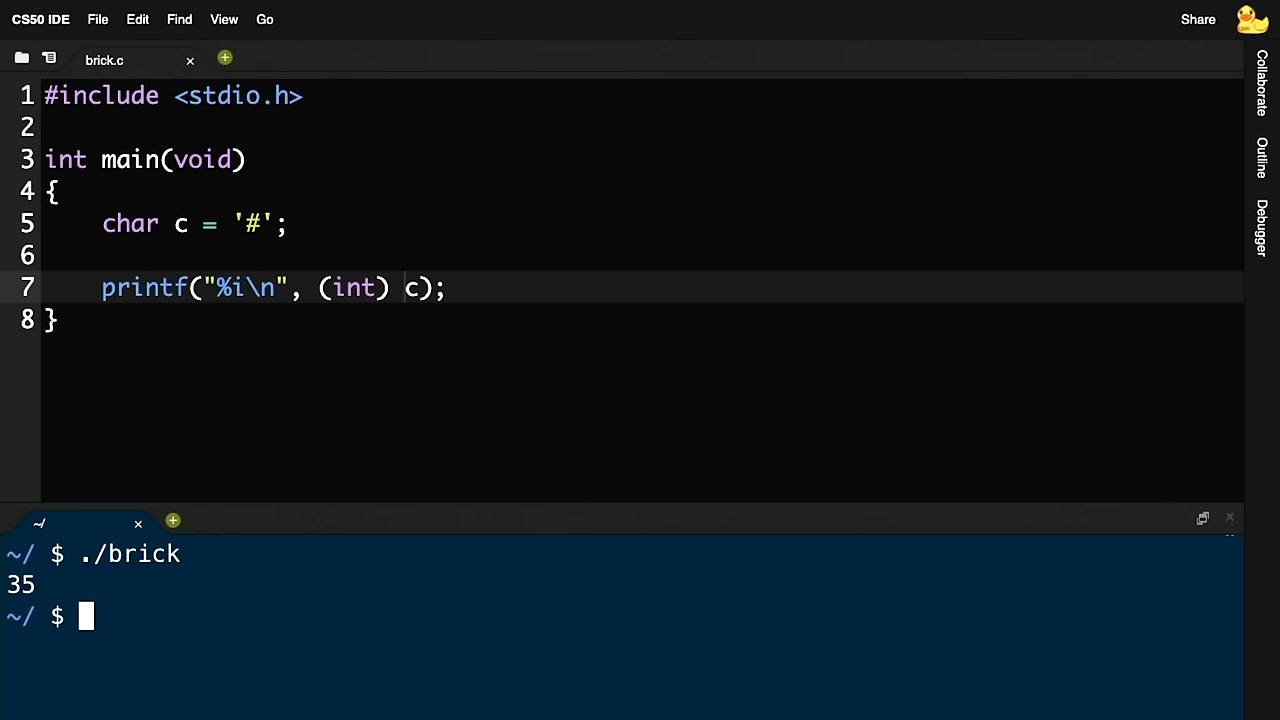 CS50 IDE File Edit Find View Go Share
brick.c
Collaborate
Outline
Debugger
1 #include <stdio.h>
2
3 int main(void)
4 {
5     char c = '#';
6
7     printf("%i\n", (int) c);
8 }
~/
~/ $ ./brick
35
~/ $